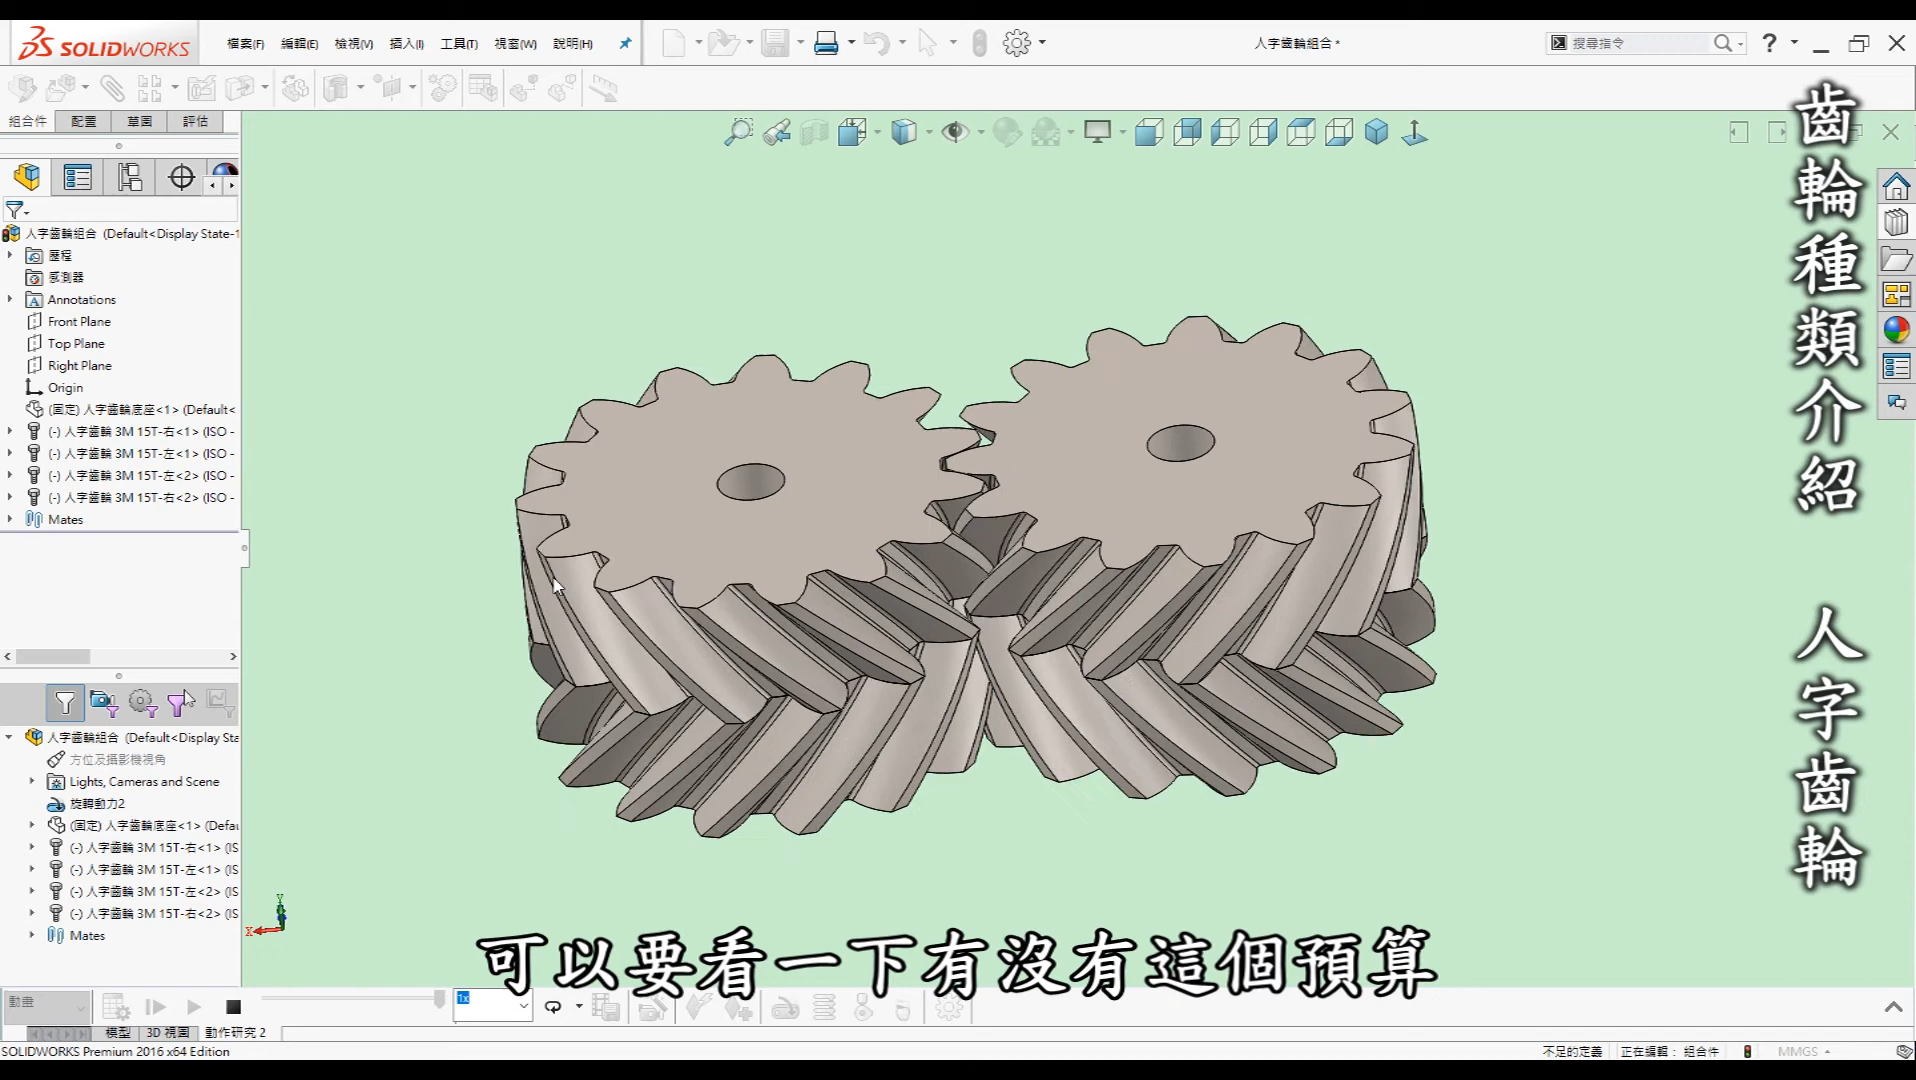 SOLIDWORKS
檔案(F) 編輯(E) 檢視(V) 插入(I) 工具(T) 視窗(W) 說明(H)
人字齒輪組合 *
搜尋指令
組合件 配置 草圖 評估
人字齒輪組合 (Default<Display State-1
歷程
感測器
Annotations
Front Plane
Top Plane
Right Plane
Origin
(固定) 人字齒輪底座<1> (Default<
(-) 人字齒輪 3M 15T-右<1> (ISO -
(-) 人字齒輪 3M 15T-左<1> (ISO -
(-) 人字齒輪 3M 15T-左<2> (ISO -
(-) 人字齒輪 3M 15T-右<2> (ISO -
Mates
人字齒輪組合 (Default<Display Sta
方位及攝影機視角
Lights, Cameras and Scene
旋轉動力2
(固定) 人字齒輪底座<1> (Defau
(-) 人字齒輪 3M 15T-右<1> (IS
(-) 人字齒輪 3M 15T-左<1> (IS
(-) 人字齒輪 3M 15T-左<2> (IS
(-) 人字齒輪 3M 15T-右<2> (IS
Mates
齒輪種類介紹 人字齒輪
Y
X
可以要看一下有沒有這個預算
動畫
1x
模型 3D 視圖 動作研究 2
SOLIDWORKS Premium 2016 x64 Edition
不足的定義 正在編輯： 組合件 MMGS